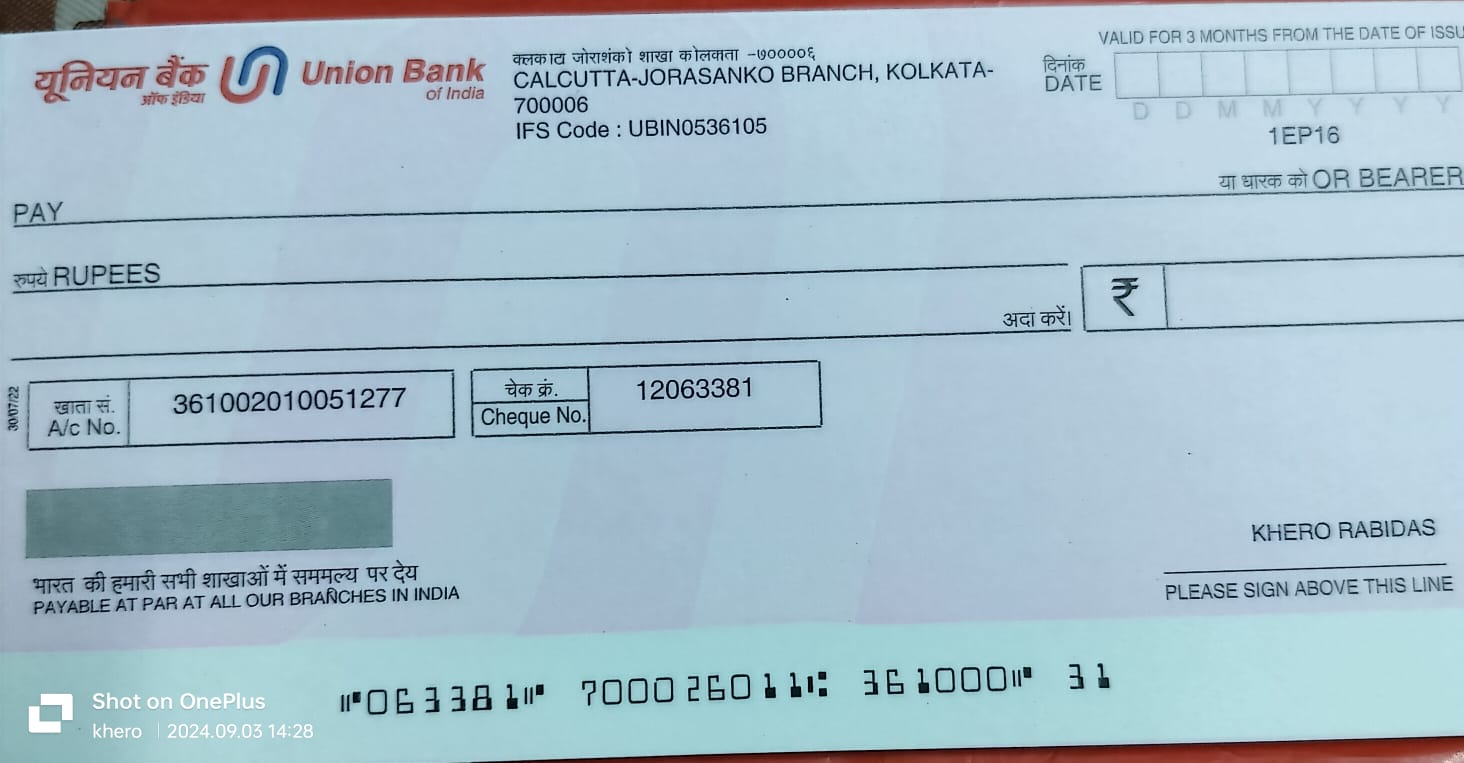 यूनियन बैंक
ऑफ इंडिया
Union Bank
of India
क्लकाटा जोराशंको शाखा कोलकाता -७००००६
CALCUTTA-JORASANKO BRANCH, KOLKATA-
700006
IFS Code : UBIN0536105
VALID FOR 3 MONTHS FROM THE DATE OF ISSU
दिनांक
DATE
D D M M Y Y Y Y
1EP16
या धारक को OR BEARER
PAY
रुपये RUPEES
अदा करें।
₹
30/07/22
खाता सं.
A/c No.
361002010051277
चेक क्रं.
Cheque No.
12063381
भारत की हमारी सभी शाखाओं में सममल्य पर देय
PAYABLE AT PAR AT ALL OUR BRANCHES IN INDIA
KHERO RABIDAS
PLEASE SIGN ABOVE THIS LINE
⑈063381⑈ 700026011⑆ 361000⑈ 31
Shot on OnePlus
khero | 2024.09.03 14:28